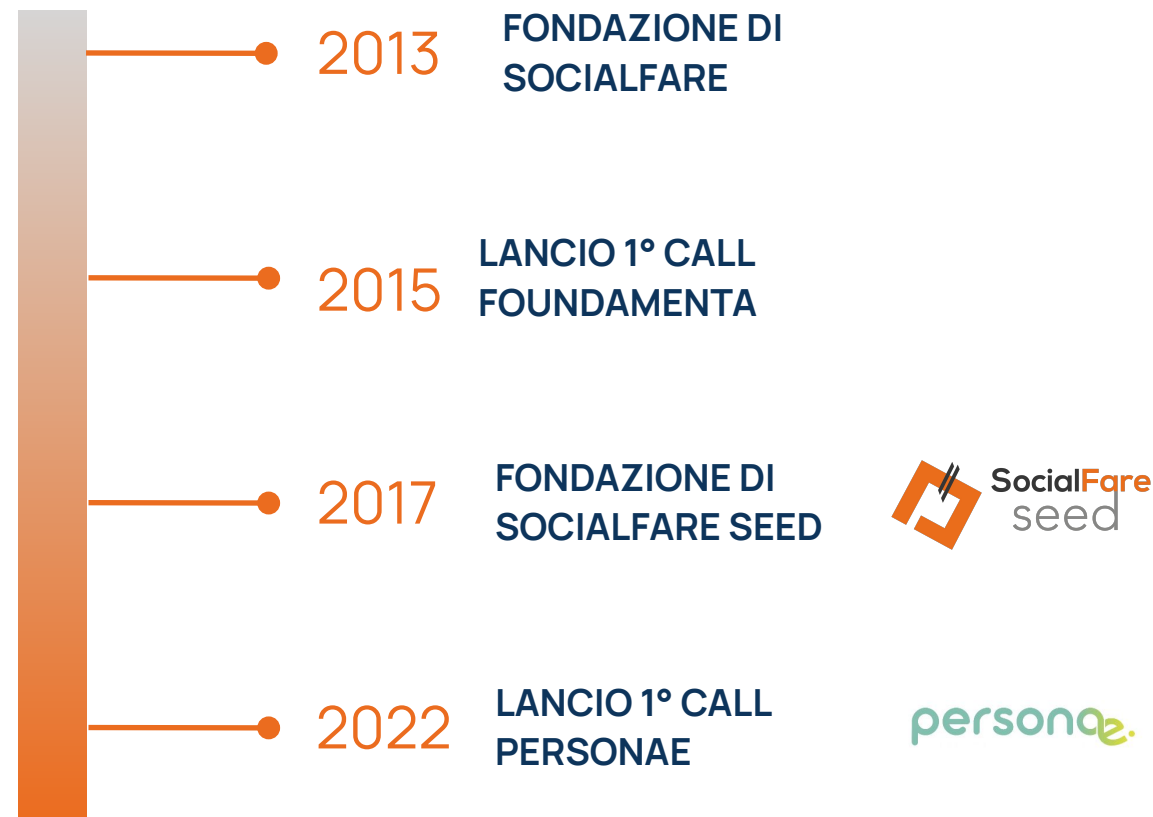 2013
FONDAZIONE DI
SOCIALFARE
2015
LANCIO 1° CALL
FOUNDAMENTA
2017
FONDAZIONE DI
SOCIALFARE SEED
SocialFare
seed
2022
LANCIO 1° CALL
PERSONAE
personae.